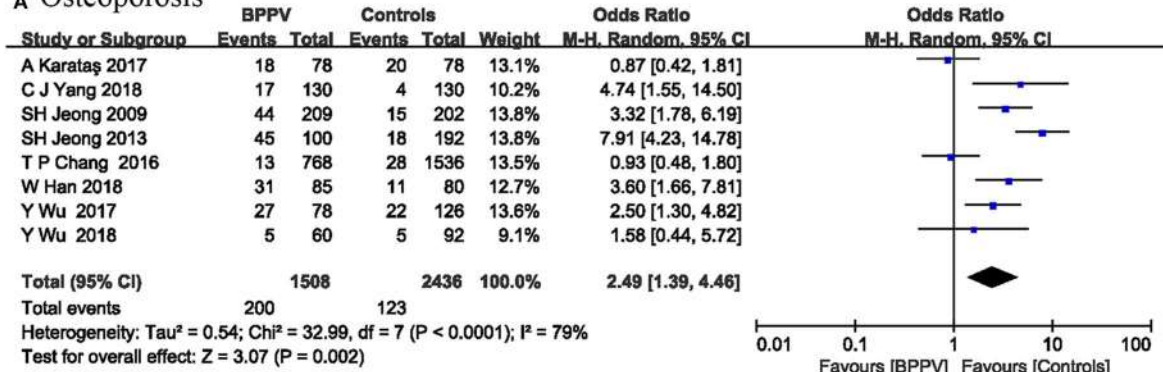 A Osteoporosis
BPPV Controls Odds Ratio Odds Ratio
Study or Subgroup Events Total Events Total Weight M-H. Random. 95% CI M-H. Random. 95% CI
A Karataş 2017 18 78 20 78 13.1% 0.87 [0.42, 1.81]
C J Yang 2018 17 130 4 130 10.2% 4.74 [1.55, 14.50]
SH Jeong 2009 44 209 15 202 13.8% 3.32 [1.78, 6.19]
SH Jeong 2013 45 100 18 192 13.8% 7.91 [4.23, 14.78]
T P Chang 2016 13 768 28 1536 13.5% 0.93 [0.48, 1.80]
W Han 2018 31 85 11 80 12.7% 3.60 [1.66, 7.81]
Y Wu 2017 27 78 22 126 13.6% 2.50 [1.30, 4.82]
Y Wu 2018 5 60 5 92 9.1% 1.58 [0.44, 5.72]
Total (95% CI) 1508 2436 100.0% 2.49 [1.39, 4.46]
Total events 200 123
Heterogeneity: Tau² = 0.54; Chi² = 32.99, df = 7 (P < 0.0001); I² = 79%
Test for overall effect: Z = 3.07 (P = 0.002)
0.01 0.1 1 10 100
Favours [BPPV] Favours [Controls]